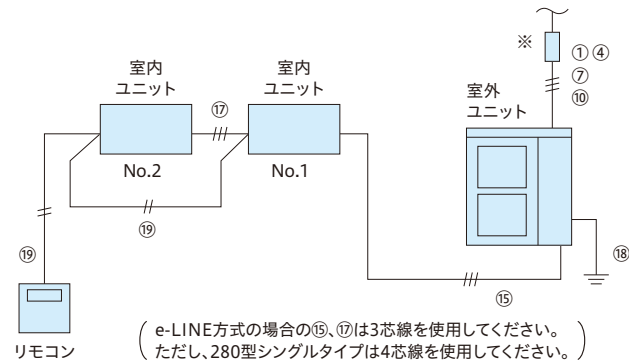 ※
①④
⑦
⑩
室内
ユニット
⑰
室内
ユニット
室外
ユニット
No.2
No.1
⑲
⑲
⑱
⑮
リモコン
e-LINE方式の場合の⑮、⑰は3芯線を使用してください。
ただし、280型シングルタイプは4芯線を使用してください。